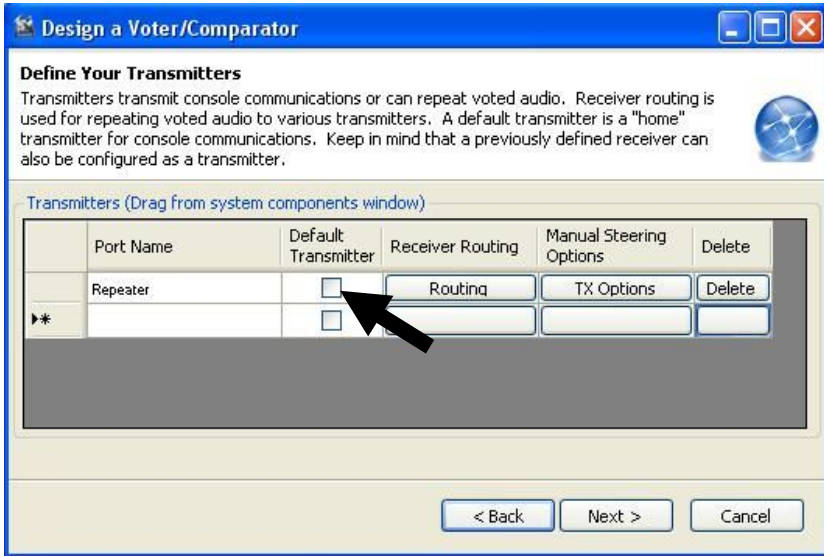 Design a Voter/Comparator
Define Your Transmitters
Transmitters transmit console communications or can repeat voted audio. Receiver routing is
used for repeating voted audio to various transmitters. A default transmitter is a "home"
transmitter for console communications. Keep in mind that a previously defined receiver can
also be configured as a transmitter.
Transmitters (Drag from system components window)
Port Name
Default
Transmitter
Receiver Routing
Manual Steering
Options
Delete
Repeater
Routing
TX Options
Delete
< Back
Next >
Cancel